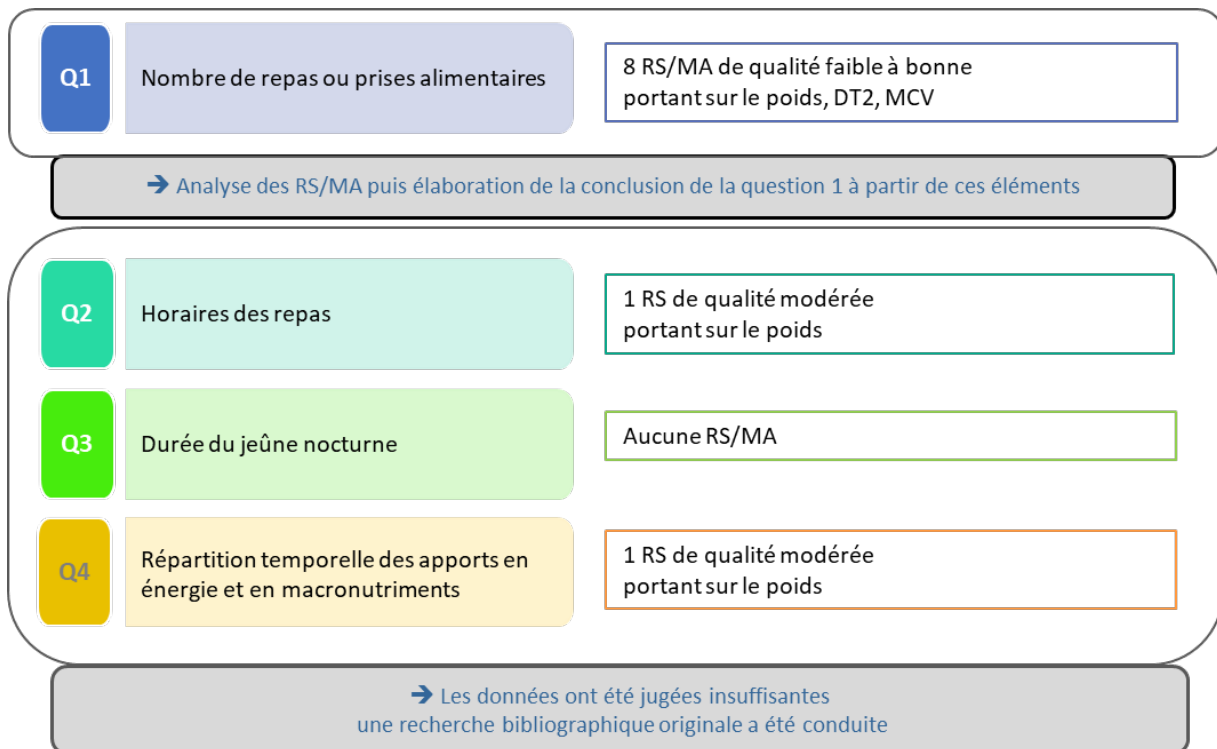 Q1
Nombre de repas ou prises alimentaires
8 RS/MA de qualité faible à bonne
portant sur le poids, DT2, MCV
➔ Analyse des RS/MA puis élaboration de la conclusion de la question 1 à partir de ces éléments
Q2
Horaires des repas
1 RS de qualité modérée
portant sur le poids
Q3
Durée du jeûne nocturne
Aucune RS/MA
Q4
Répartition temporelle des apports en
énergie et en macronutriments
1 RS de qualité modérée
portant sur le poids
➔ Les données ont été jugées insuffisantes
une recherche bibliographique originale a été conduite